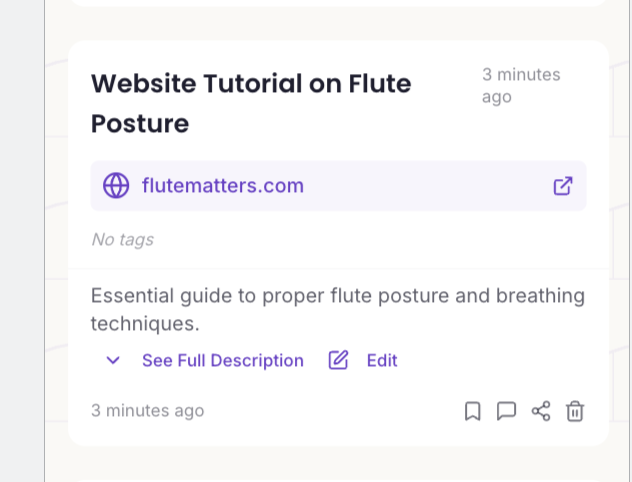 Website Tutorial on Flute
Posture
3 minutes
ago
flutematters.com
No tags
Essential guide to proper flute posture and breathing
techniques.
See Full Description Edit
3 minutes ago